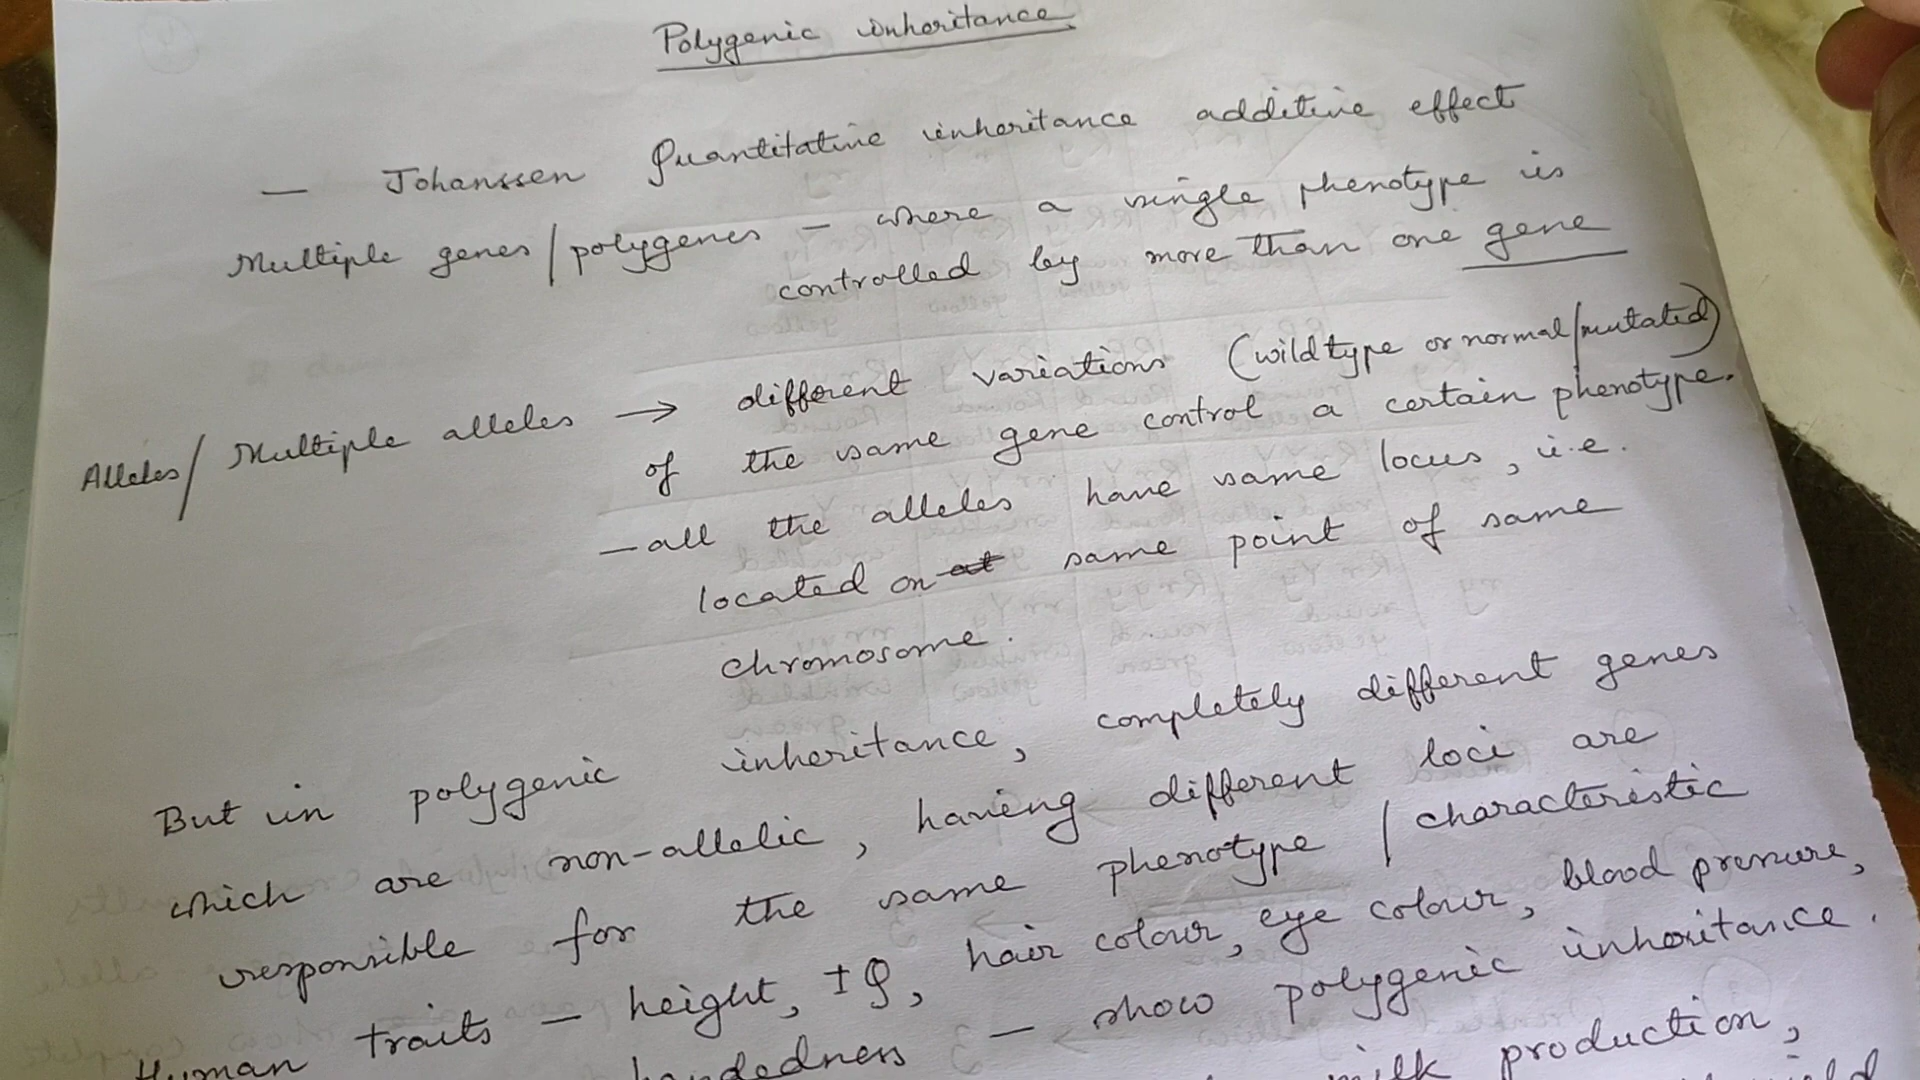 Polygenic inheritance.
— Johanssen Quantitative inheritance additive effect
Multiple genes/polygenes - where a single phenotype is
controlled by more than one gene
Alleles/Multiple alleles → different variations (wild type or normal/mutated)
of the same gene control a certain phenotype.
- all the alleles have same locus, i.e.
located on at same point of same
chromosome.
But in polygenic inheritance, completely different genes
which are non-allelic, having different loci are
responsible for the same phenotype / characteristic
Human traits - height, IQ, hair colour, eye colour, blood pressure,
handedness — show polygenic inheritance.
milk production,